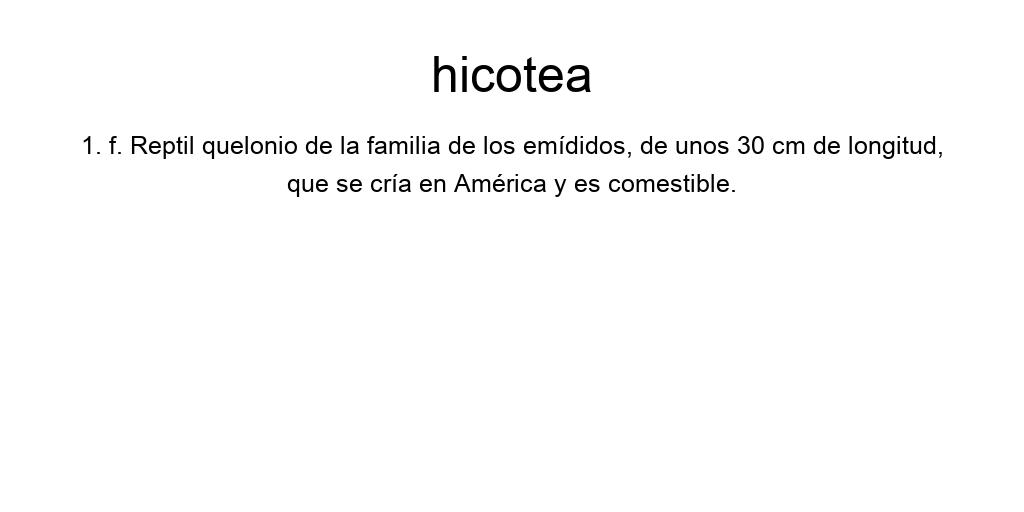 hicotea
1. f. Reptil quelonio de la familia de los emídidos, de unos 30 cm de longitud,
que se cría en América y es comestible.